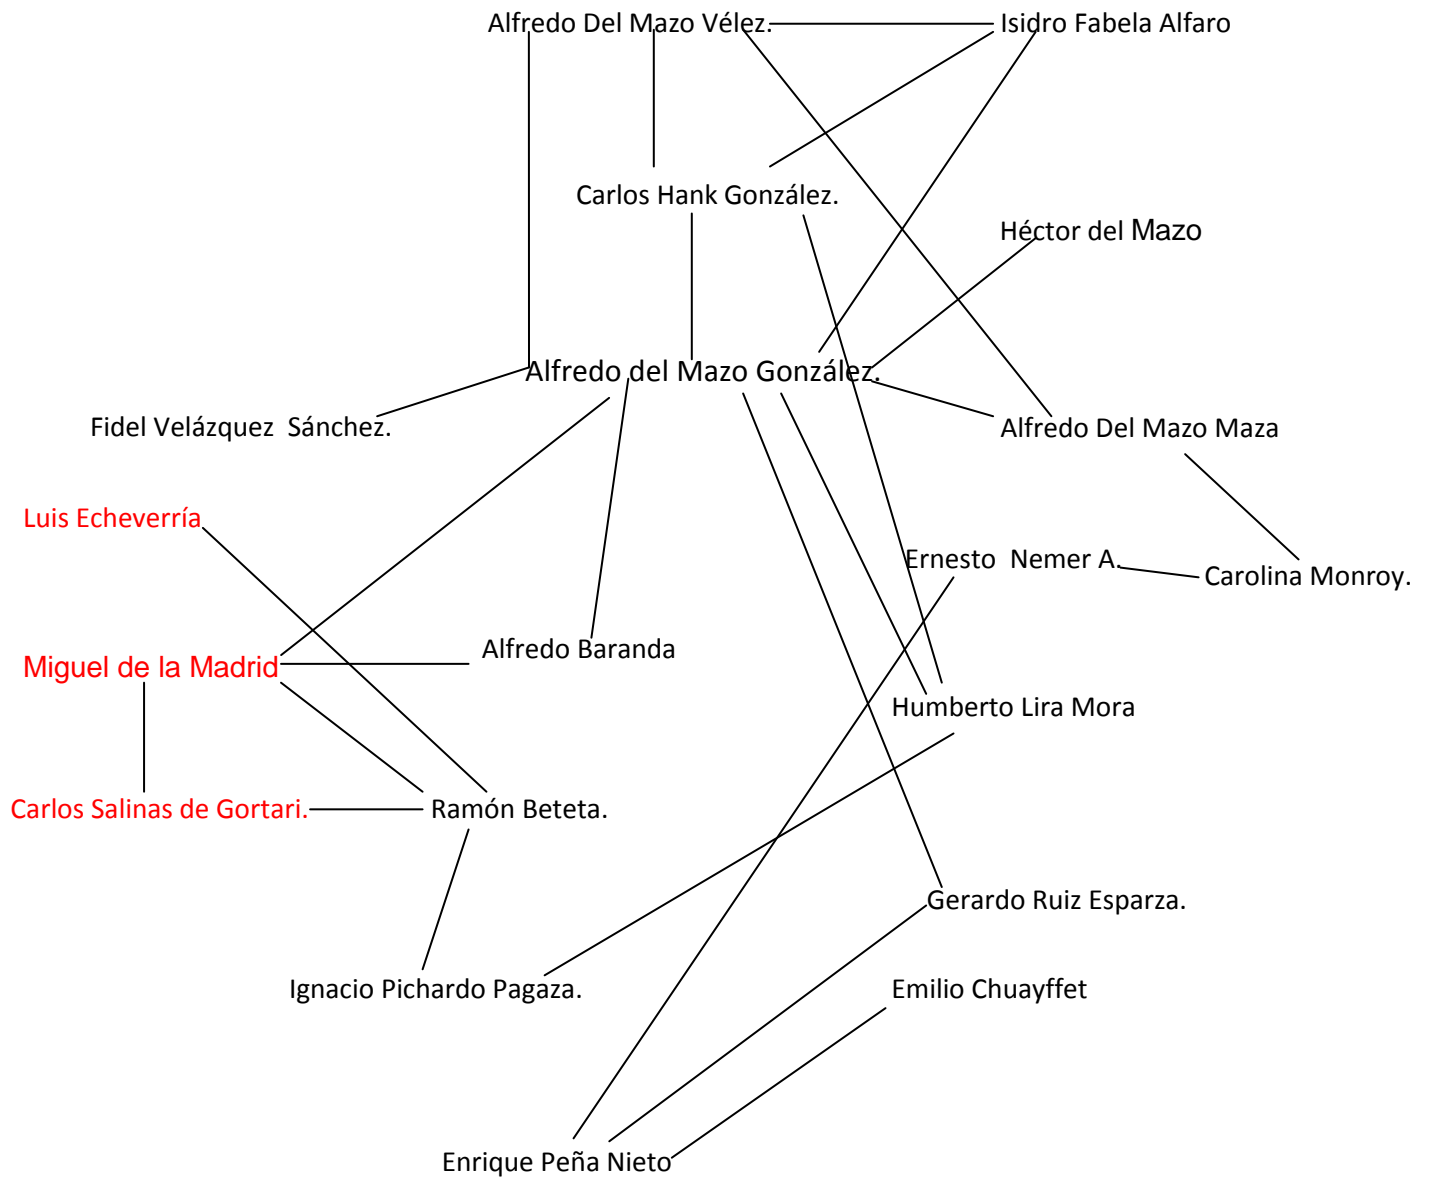 Alfredo Del Mazo Vélez.
Isidro Fabela Alfaro
Carlos Hank González.
Héctor del Mazo
Alfredo del Mazo González.
Fidel Velázquez  Sánchez.
Alfredo Del Mazo Maza
Luis Echeverría
Ernesto  Nemer A.
Carolina Monroy.
Alfredo Baranda
Miguel de la Madrid
Humberto Lira Mora
Carlos Salinas de Gortari.
Ramón Beteta.
Gerardo Ruiz Esparza.
Ignacio Pichardo Pagaza.
Emilio Chuayffet
Enrique Peña Nieto